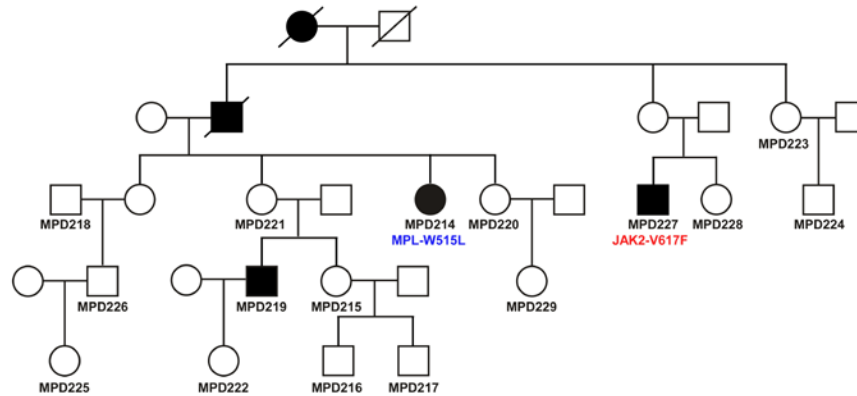 MPD223
MPD218
MPD221
MPD214
MPL-W515L
MPD220
MPD227
JAK2-V617F
MPD228
MPD224
MPD226
MPD219
MPD215
MPD229
MPD225
MPD222
MPD216
MPD217